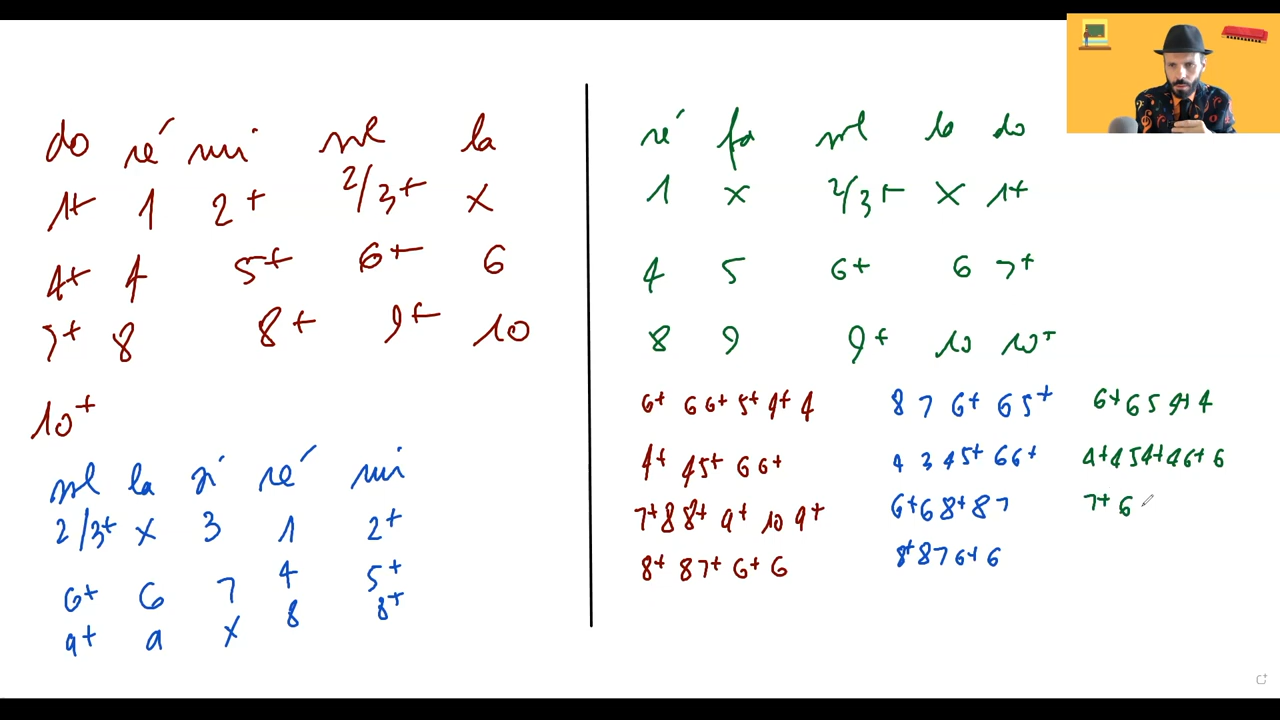 do ré mi sol la
1+ 1 2+ 2/3+ x
4+ 4 5+ 6+ 6
7+ 8 8+ 9+ 10
10+
sol la si ré mi
2/3+ x 3 1 2+
6+ 6 7 4 5+
9+ 9 x 8 8+
ré fa sol la do
1 x 2/3+ x 1+
4 5 6+ 6 7+
8 9 9+ 10 10+
6+ 6 6+ 5+ 4+ 4
4+ 4 5+ 6 6+
7+ 8 8+ 9+ 10 9+
8+ 8 7+ 6+ 6
8 7 6+ 6 5+
4 3 4 5+ 6 6+
6+ 6 8+ 8 7
8+ 8 7 6+ 6
6+ 6 5 4+ 4
4+ 4 5 4+ 4 6+ 6
7+ 6